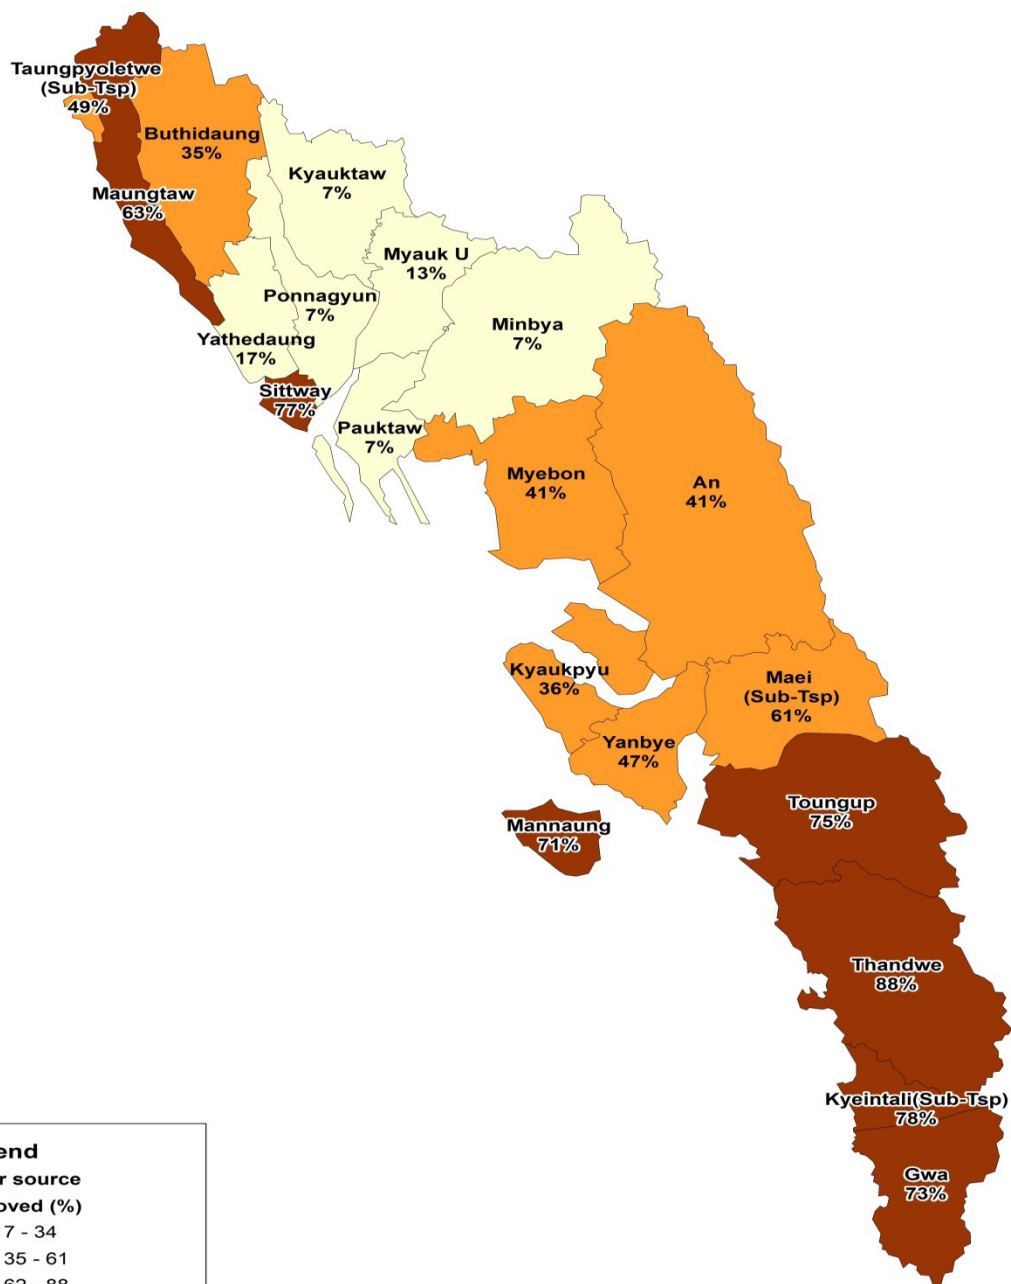 Taungpyoletwe
(Sub-Tsp)
49%
Buthidaung
35%
Maungtaw
63%
Kyauktaw
7%
Myauk U
13%
Ponnagyun
7%
Minbya
7%
Yathedaung
17%
Sittway
77%
Pauktaw
7%
Myebon
41%
An
41%
Kyaukpyu
36%
Maei
(Sub-Tsp)
61%
Yanbye
47%
Mannaung
71%
Toungup
75%
Thandwe
88%
Kyeintali(Sub-Tsp)
78%
Gwa
73%
end
r source
oved (%)
7 - 34
35 - 61
62 - 88